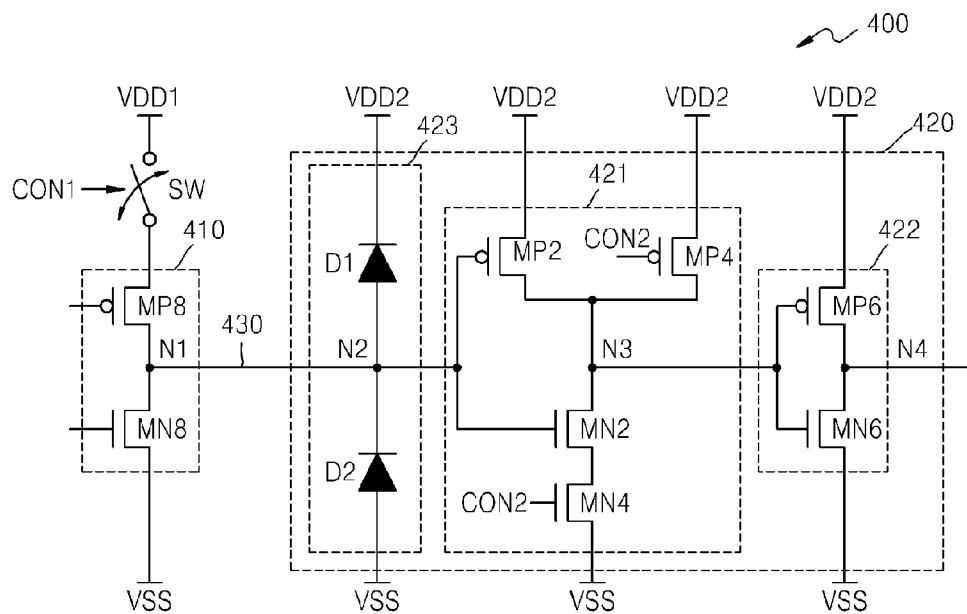 400
VDD1 VDD2 VDD2 VDD2 VDD2
423 420
CON1 SW
421
410 D1 MP2 CON2 MP4 422
MP8 MP6
N1 430 N2 N3 N4
MN8 MN2 MN6
D2 CON2 MN4
VSS VSS VSS VSS